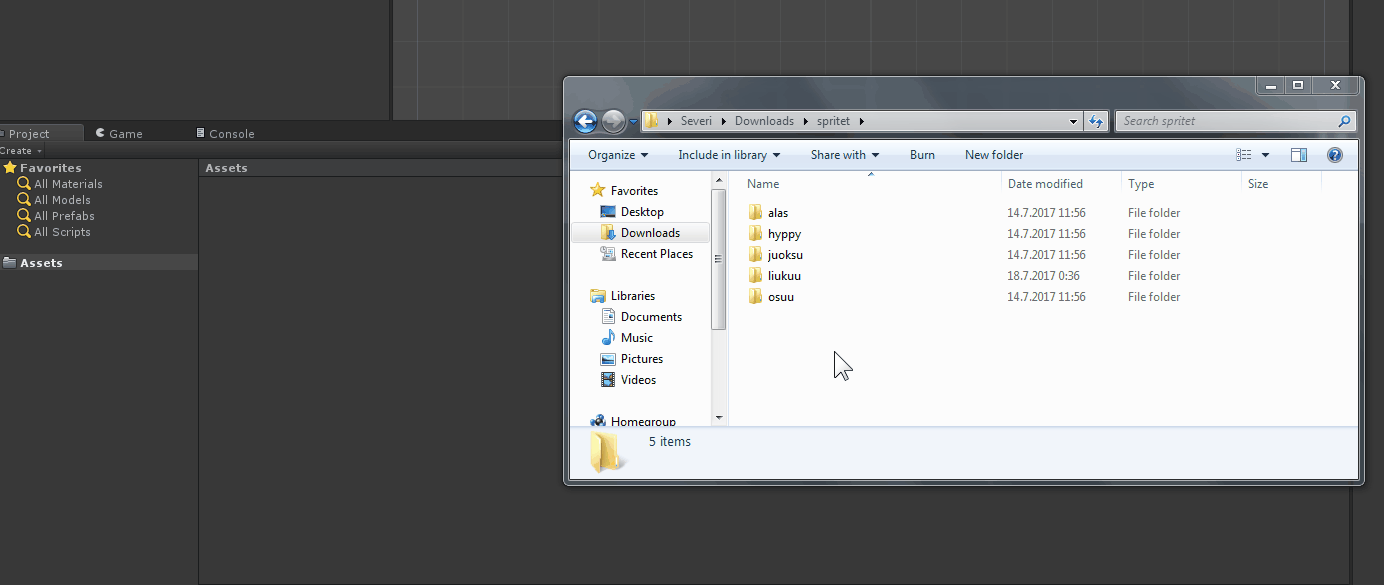 Project Game Console
Create
Favorites
All Materials
All Models
All Prefabs
All Scripts
Assets
Assets
Severi Downloads spritet Search spritet
Organize Include in library Share with Burn New folder
Favorites
Desktop
Downloads
Recent Places
Libraries
Documents
Music
Pictures
Videos
Homegroup
Name Date modified Type Size
alas 14.7.2017 11:56 File folder
hyppy 14.7.2017 11:56 File folder
juoksu 14.7.2017 11:56 File folder
liukuu 18.7.2017 0:36 File folder
osuu 14.7.2017 11:56 File folder
5 items